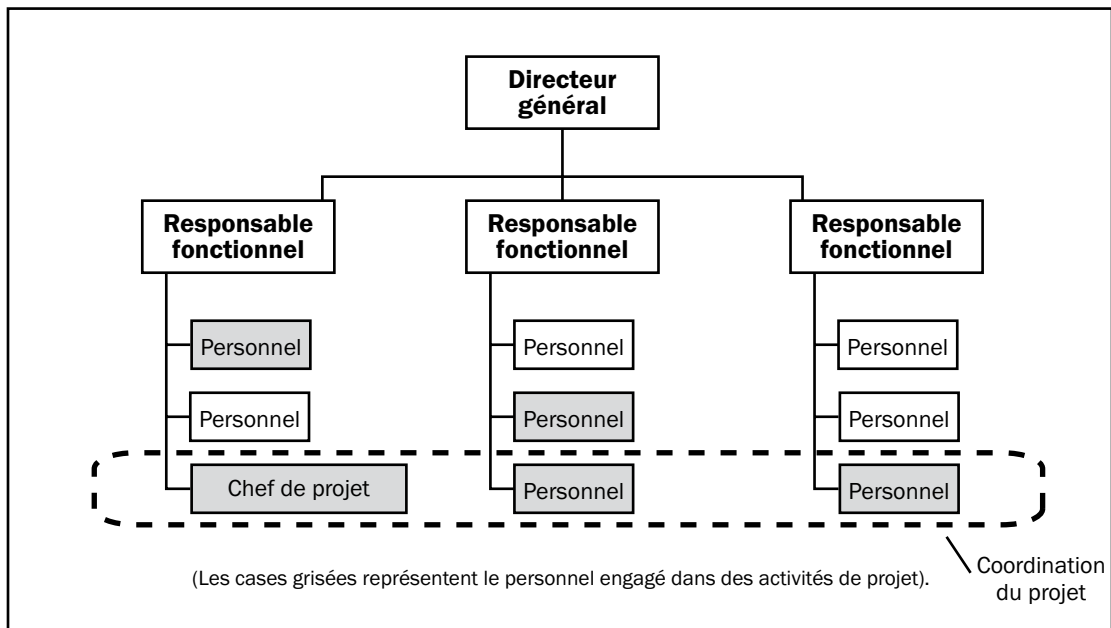 Directeur
général
Responsable
fonctionnel
Responsable
fonctionnel
Responsable
fonctionnel
Personnel
Personnel
Personnel
Personnel
Personnel
Personnel
Chef de projet
Personnel
Personnel
(Les cases grisées représentent le personnel engagé dans des activités de projet).
Coordination
du projet